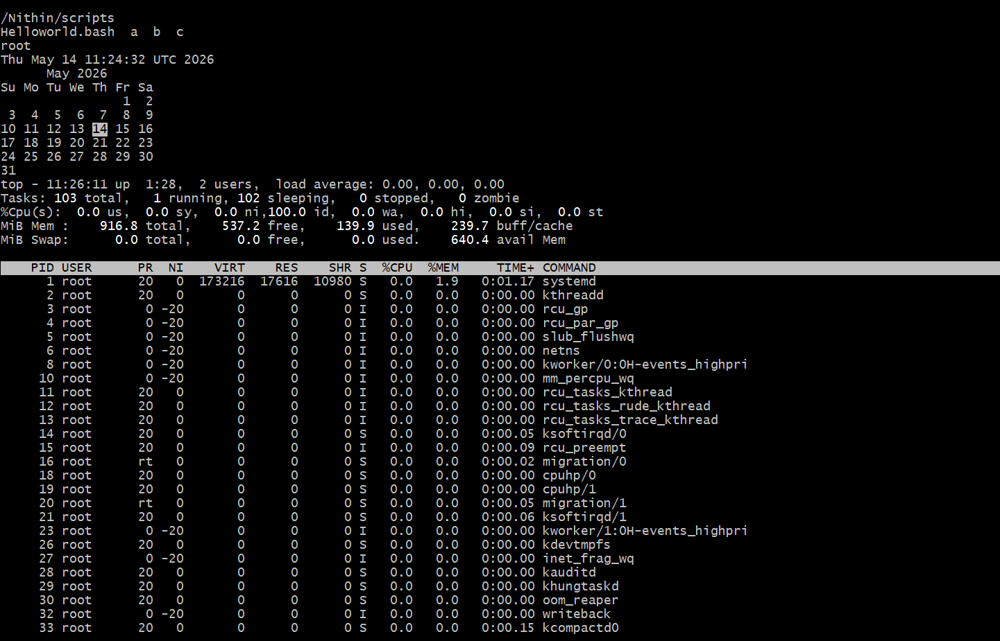 /Nithin/scripts
Helloworld.bash  a  b  c
root
Thu May 14 11:24:32 UTC 2026
      May 2026
Su Mo Tu We Th Fr Sa
                1  2
 3  4  5  6  7  8  9
10 11 12 13 14 15 16
17 18 19 20 21 22 23
24 25 26 27 28 29 30
31
top - 11:26:11 up  1:28,  2 users,  load average: 0.00, 0.00, 0.00
Tasks: 103 total,   1 running, 102 sleeping,   0 stopped,   0 zombie
%Cpu(s):  0.0 us,  0.0 sy,  0.0 ni,100.0 id,  0.0 wa,  0.0 hi,  0.0 si,  0.0 st
MiB Mem :    916.8 total,    537.2 free,    139.9 used,    239.7 buff/cache
MiB Swap:      0.0 total,      0.0 free,      0.0 used.    640.4 avail Mem

    PID USER      PR  NI    VIRT    RES    SHR S  %CPU  %MEM     TIME+ COMMAND
      1 root      20   0  173216  17616  10980 S   0.0   1.9   0:01.17 systemd
      2 root      20   0       0      0      0 S   0.0   0.0   0:00.00 kthreadd
      3 root       0 -20       0      0      0 I   0.0   0.0   0:00.00 rcu_gp
      4 root       0 -20       0      0      0 I   0.0   0.0   0:00.00 rcu_par_gp
      5 root       0 -20       0      0      0 I   0.0   0.0   0:00.00 slub_flushwq
      6 root       0 -20       0      0      0 I   0.0   0.0   0:00.00 netns
      8 root       0 -20       0      0      0 I   0.0   0.0   0:00.00 kworker/0:0H-events_highpri
     10 root       0 -20       0      0      0 I   0.0   0.0   0:00.00 mm_percpu_wq
     11 root      20   0       0      0      0 I   0.0   0.0   0:00.00 rcu_tasks_kthread
     12 root      20   0       0      0      0 I   0.0   0.0   0:00.00 rcu_tasks_rude_kthread
     13 root      20   0       0      0      0 I   0.0   0.0   0:00.00 rcu_tasks_trace_kthread
     14 root      20   0       0      0      0 S   0.0   0.0   0:00.05 ksoftirqd/0
     15 root      20   0       0      0      0 I   0.0   0.0   0:00.09 rcu_preempt
     16 root      rt   0       0      0      0 S   0.0   0.0   0:00.02 migration/0
     18 root      20   0       0      0      0 S   0.0   0.0   0:00.00 cpuhp/0
     19 root      20   0       0      0      0 S   0.0   0.0   0:00.00 cpuhp/1
     20 root      rt   0       0      0      0 S   0.0   0.0   0:00.05 migration/1
     21 root      20   0       0      0      0 S   0.0   0.0   0:00.06 ksoftirqd/1
     23 root       0 -20       0      0      0 I   0.0   0.0   0:00.00 kworker/1:0H-events_highpri
     26 root      20   0       0      0      0 S   0.0   0.0   0:00.00 kdevtmpfs
     27 root       0 -20       0      0      0 I   0.0   0.0   0:00.00 inet_frag_wq
     28 root      20   0       0      0      0 S   0.0   0.0   0:00.00 kauditd
     29 root      20   0       0      0      0 S   0.0   0.0   0:00.00 khungtaskd
     30 root      20   0       0      0      0 S   0.0   0.0   0:00.00 oom_reaper
     32 root       0 -20       0      0      0 I   0.0   0.0   0:00.00 writeback
     33 root      20   0       0      0      0 S   0.0   0.0   0:00.15 kcompactd0